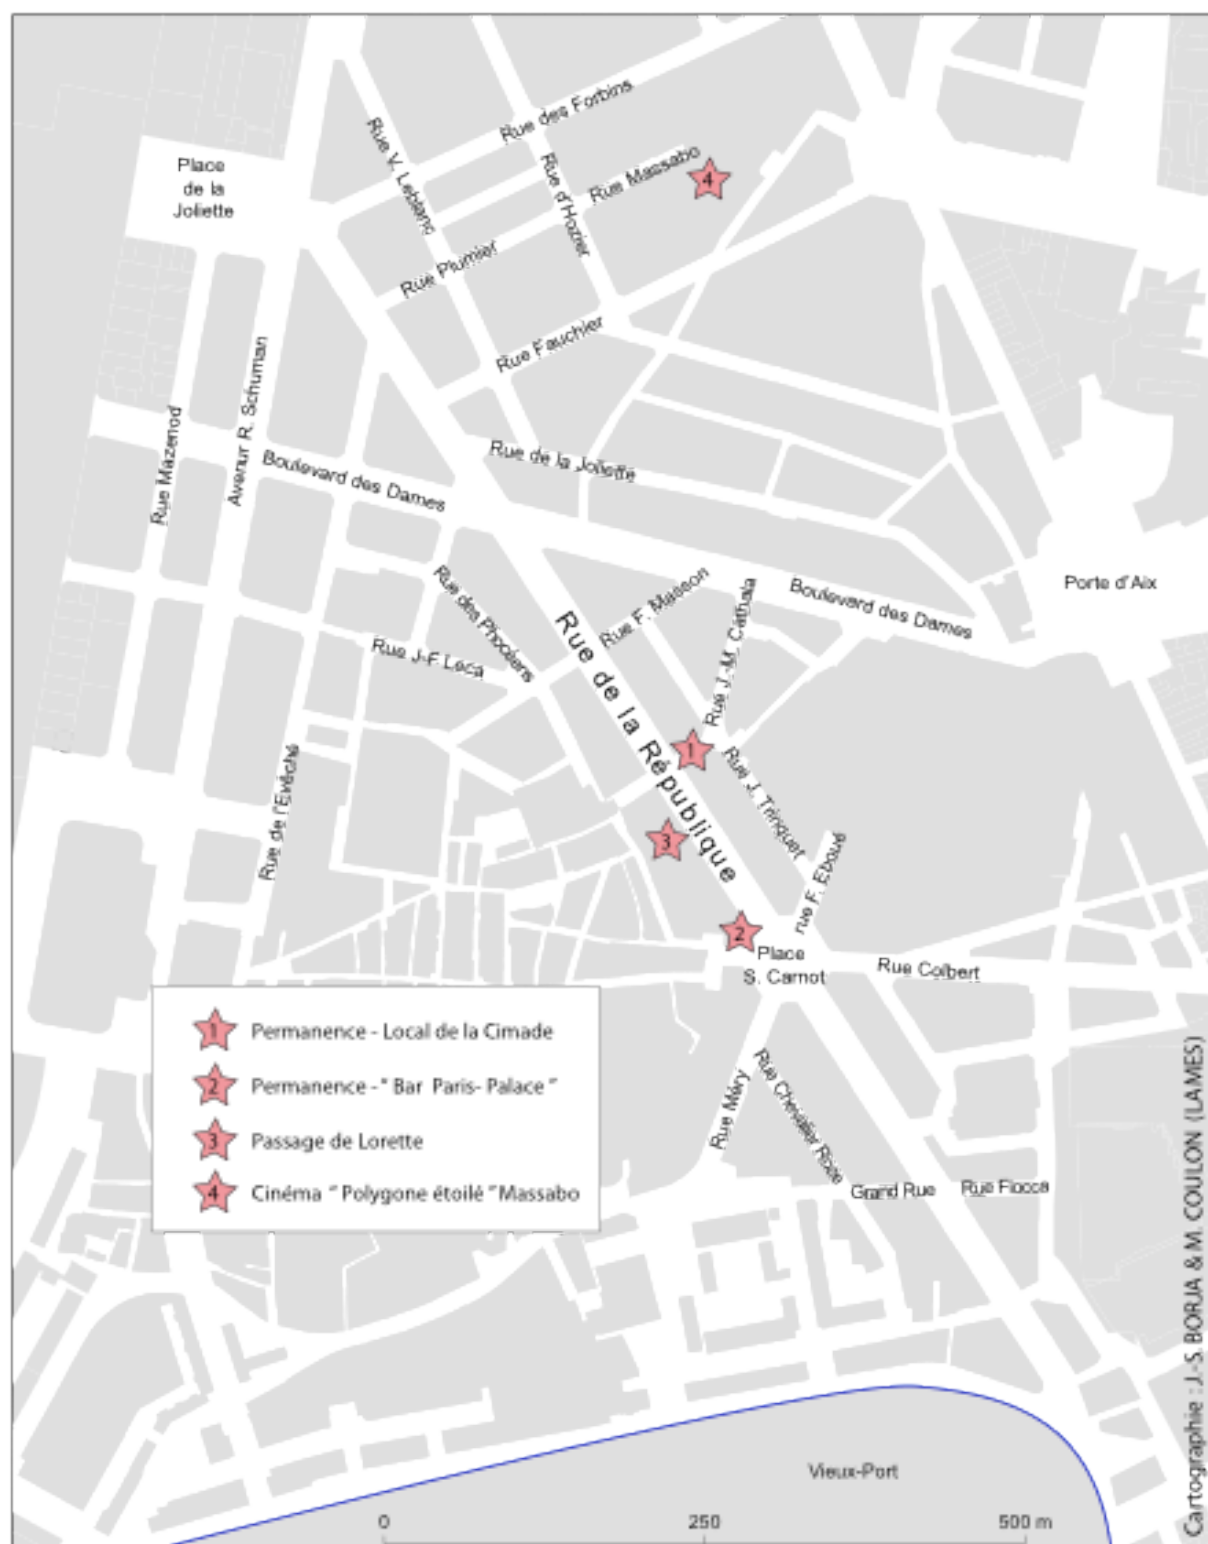 Rue des Forbins
Rue V. Leblanc
Place
de la
Joliette
Rue Massabo
4
Rue d'Hozier
Rue Plumier
Rue Fauchier
Avenur R. Schuman
Rue Mazenod
Rue de la Joliette
Boulevard des Dames
Rue des Phocéens
Rue F. Masson
Rue J.-M. Cathala
Boulevard des Dames
Porte d'Aix
Rue J-F Leca
Rue de la République
1
Rue J. Trinquet
Rue de l'Evêché
3
rue F. Eboué
2
Place
S. Carnot
Rue Colbert
1 Permanence - Local de la Cimade
2 Permanence - " Bar Paris- Palace "
3 Passage de Lorette
4 Cinéma " Polygone étoilé " Massabo
Rue Méry
Rue Chevalier Roze
Grand Rue
Rue Fiocca
Vieux-Port
0 250 500 m
Cartographie : J.-S. BORJA & M. COULON (LAMES)